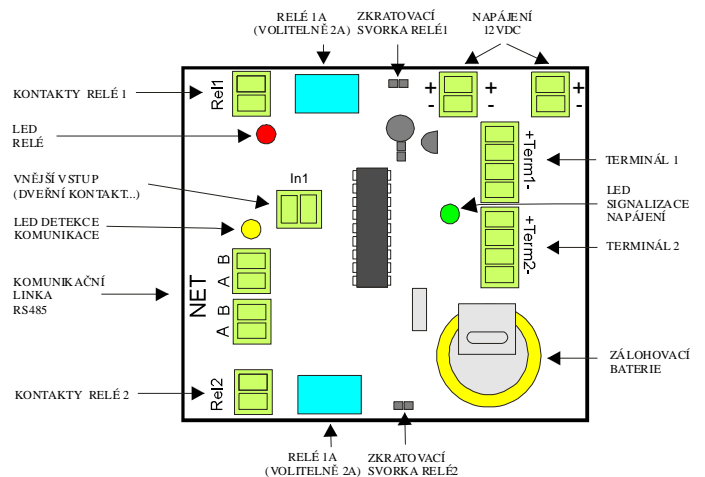 RELÉ 1A
(VOLITELNĚ 2A)
ZKRATOVACÍ
SVORKA RELÉ1
NAPÁJENÍ
12VDC
KONTAKTY RELÉ 1
LED
RELÉ
VNĚJŠÍ VSTUP
(DVEŘNÍ KONTAKT...)
LED DETEKCE
KOMUNIKACE
KOMUNIKAČNÍ
LINKA
RS485
KONTAKTY RELÉ 2
Rel1
In1
NET
A B
A B
Rel2
+ +
- -
+
-
+Term1-
+Term2-
TERMINÁL 1
LED
SIGNALIZACE
NAPÁJENÍ
TERMINÁL 2
ZÁLOHOVACÍ
BATERIE
RELÉ 1A
(VOLITELNĚ 2A)
ZKRATOVACÍ
SVORKA RELÉ2